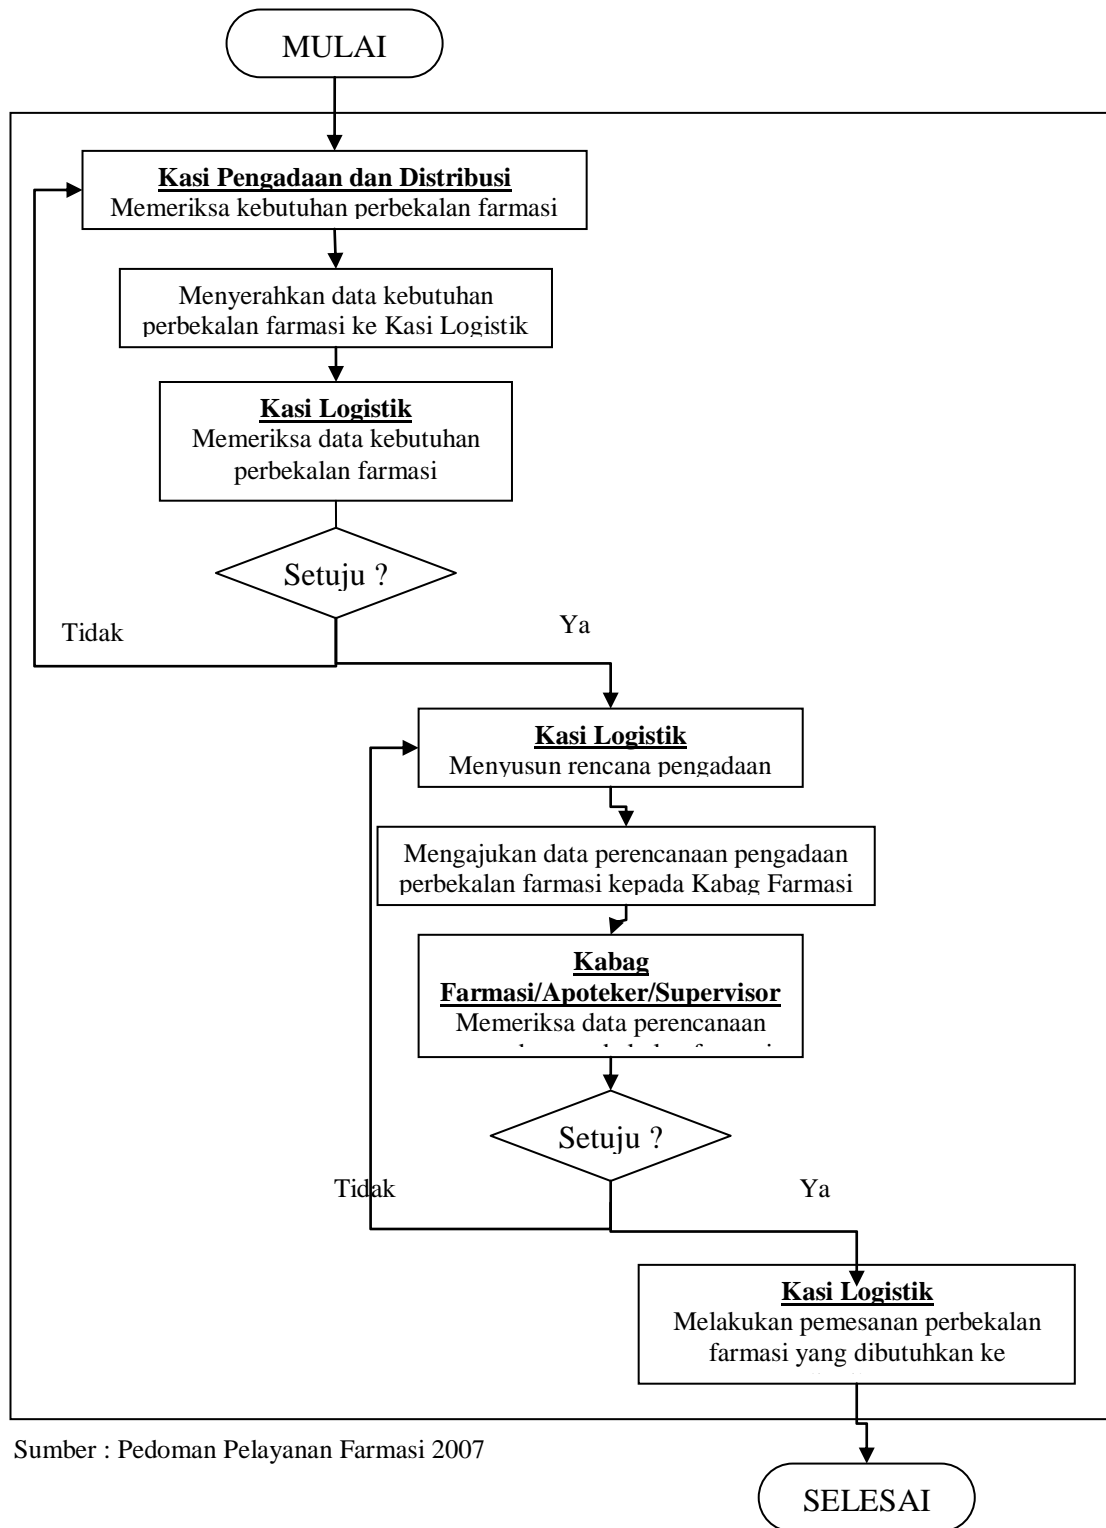 MULAI
Kasi Pengadaan dan Distribusi
Memeriksa kebutuhan perbekalan farmasi
Menyerahkan data kebutuhan
perbekalan farmasi ke Kasi Logistik
Kasi Logistik
Memeriksa data kebutuhan
perbekalan farmasi
Setuju ?
Tidak
Ya
Kasi Logistik
Menyusun rencana pengadaan
Mengajukan data perencanaan pengadaan
perbekalan farmasi kepada Kabag Farmasi
Kabag
Farmasi/Apoteker/Supervisor
Memeriksa data perencanaan
Setuju ?
Tidak
Ya
Kasi Logistik
Melakukan pemesanan perbekalan
farmasi yang dibutuhkan ke
Sumber : Pedoman Pelayanan Farmasi 2007
SELESAI